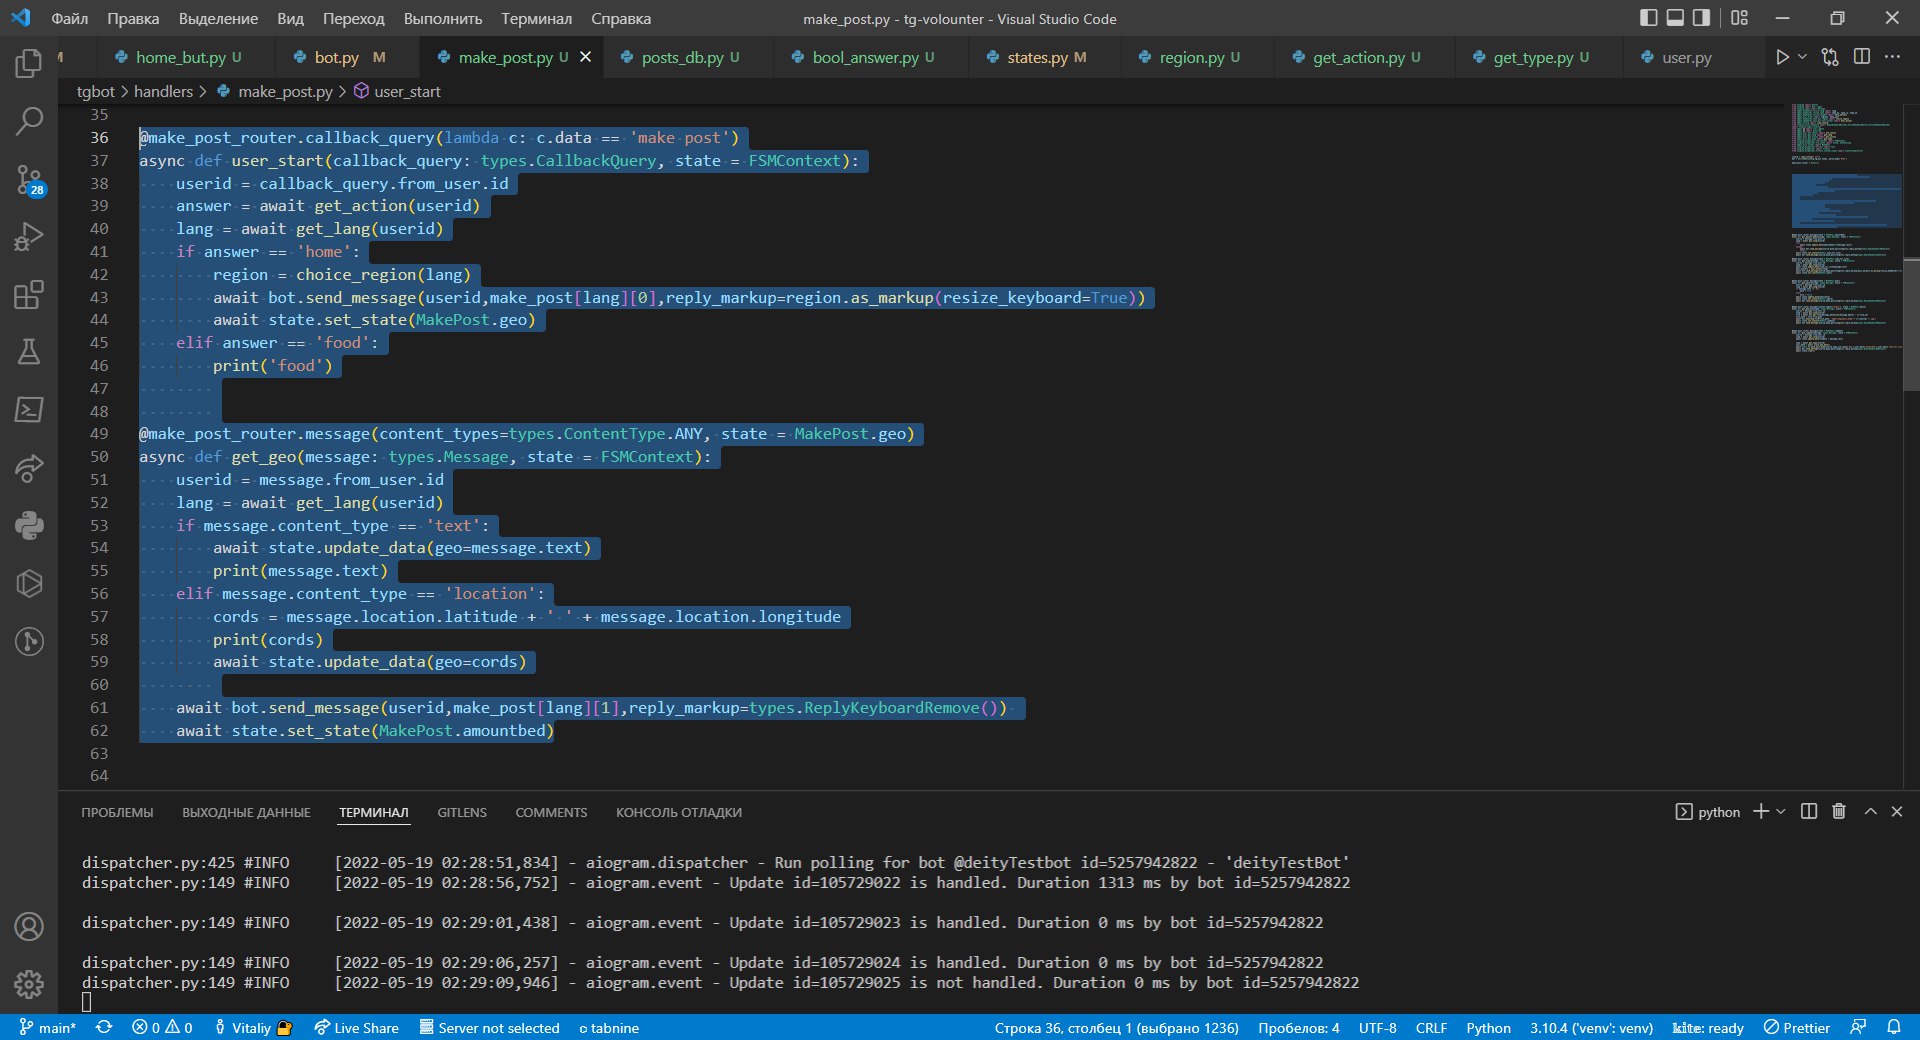 Файл Правка Выделение Вид Переход Выполнить Терминал Справка make_post.py - tg-volounter - Visual Studio Code
M home_but.py U bot.py M make_post.py U posts_db.py U bool_answer.py U states.py M region.py U get_action.py U get_type.py U user.py
tgbot > handlers > make_post.py > user_start
35
36 @make_post_router.callback_query(lambda c: c.data == 'make post')
37 async def user_start(callback_query: types.CallbackQuery, state = FSMContext):
38 userid = callback_query.from_user.id
39 answer = await get_action(userid)
40 lang = await get_lang(userid)
41 if answer == 'home':
42 region = choice_region(lang)
43 await bot.send_message(userid,make_post[lang][0],reply_markup=region.as_markup(resize_keyboard=True))
44 await state.set_state(MakePost.geo)
45 elif answer == 'food':
46 print('food')
47
48
49 @make_post_router.message(content_types=types.ContentType.ANY, state = MakePost.geo)
50 async def get_geo(message: types.Message, state = FSMContext):
51 userid = message.from_user.id
52 lang = await get_lang(userid)
53 if message.content_type == 'text':
54 await state.update_data(geo=message.text)
55 print(message.text)
56 elif message.content_type == 'location':
57 cords = message.location.latitude + ' ' + message.location.longitude
58 print(cords)
59 await state.update_data(geo=cords)
60
61 await bot.send_message(userid,make_post[lang][1],reply_markup=types.ReplyKeyboardRemove())
62 await state.set_state(MakePost.amountbed)
63
64
28
ПРОБЛЕМЫ ВЫХОДНЫЕ ДАННЫЕ ТЕРМИНАЛ GITLENS COMMENTS КОНСОЛЬ ОТЛАДКИ python
dispatcher.py:425 #INFO [2022-05-19 02:28:51,834] - aiogram.dispatcher - Run polling for bot @deityTestbot id=5257942822 - 'deityTestBot'
dispatcher.py:149 #INFO [2022-05-19 02:28:56,752] - aiogram.event - Update id=105729022 is handled. Duration 1313 ms by bot id=5257942822
dispatcher.py:149 #INFO [2022-05-19 02:29:01,438] - aiogram.event - Update id=105729023 is handled. Duration 0 ms by bot id=5257942822
dispatcher.py:149 #INFO [2022-05-19 02:29:06,257] - aiogram.event - Update id=105729024 is handled. Duration 0 ms by bot id=5257942822
dispatcher.py:149 #INFO [2022-05-19 02:29:09,946] - aiogram.event - Update id=105729025 is not handled. Duration 0 ms by bot id=5257942822
main* 0 0 Vitaliy Live Share Server not selected tabnine Строка 36, столбец 1 (выбрано 1236) Пробелов: 4 UTF-8 CRLF Python 3.10.4 ('venv': venv) kite: ready Prettier